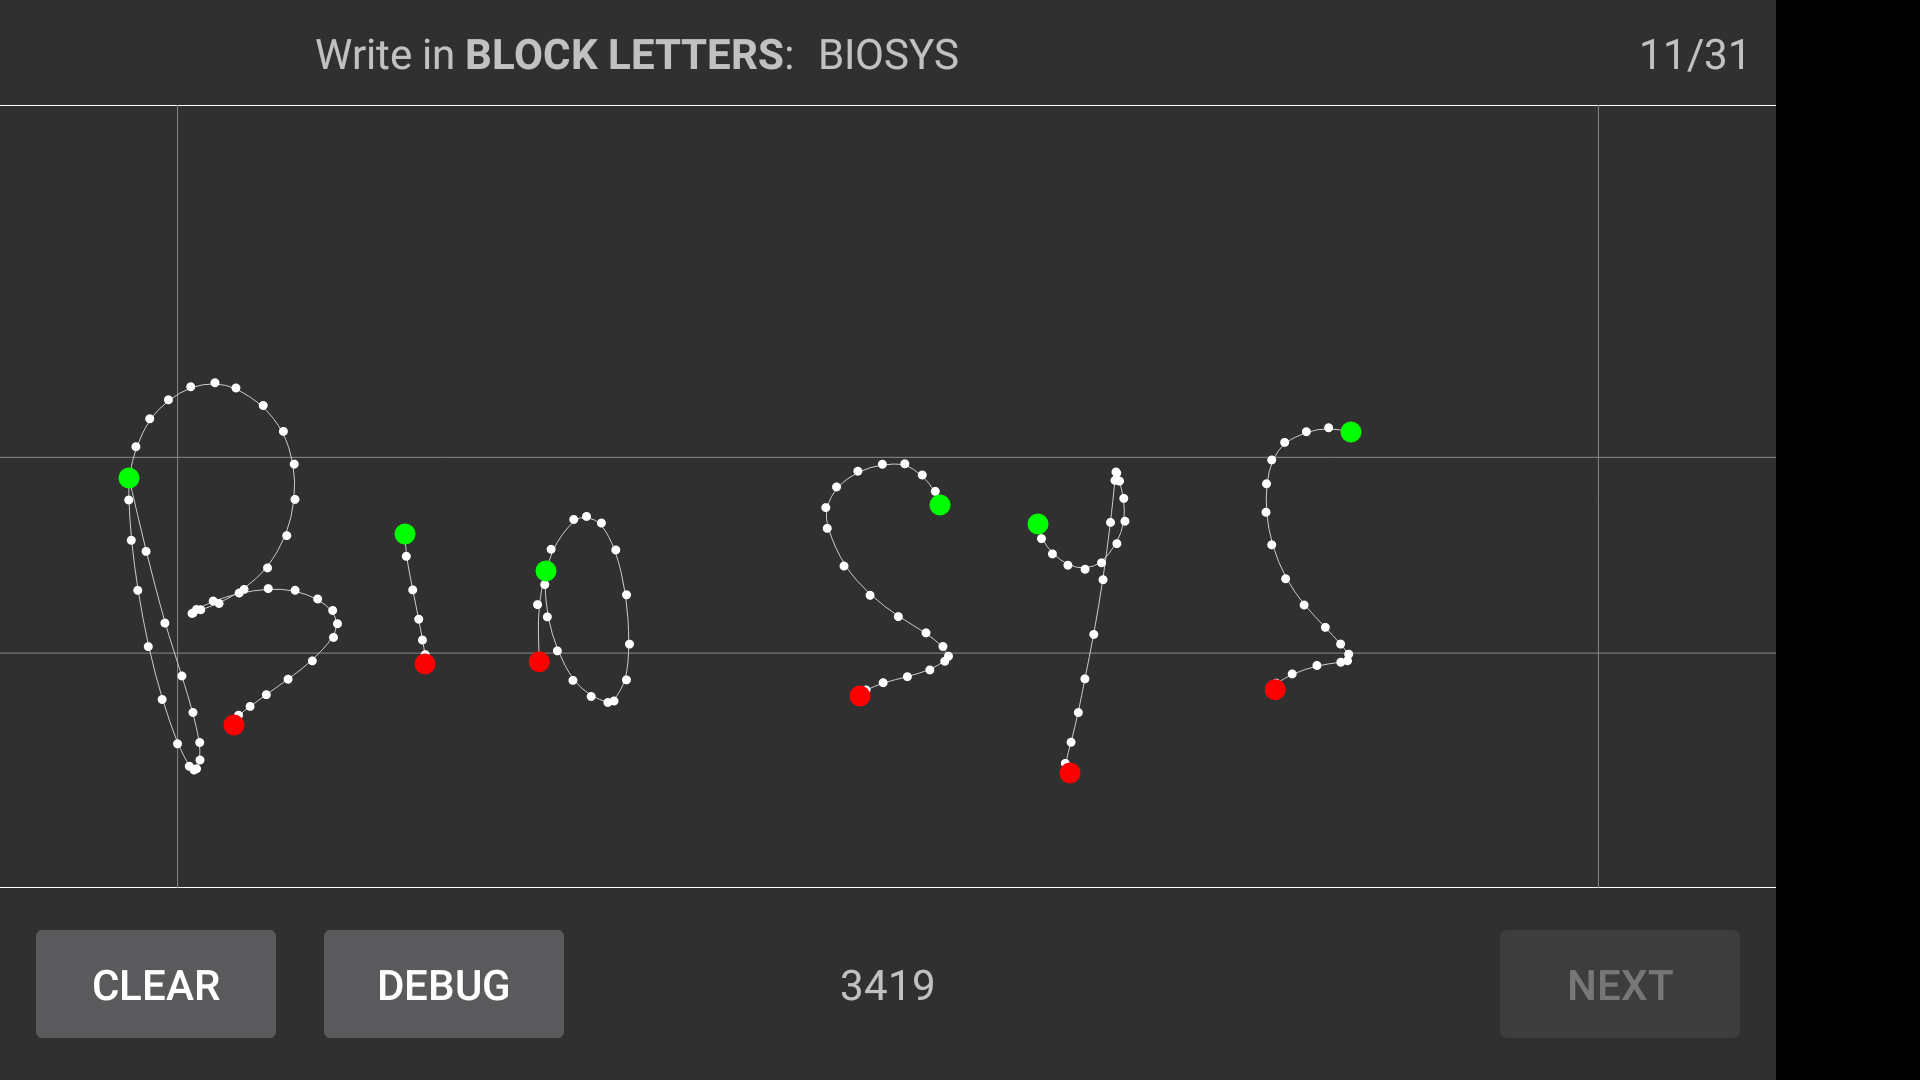 Write in BLOCK LETTERS: BIOSYS 11/31
BIOSYS
CLEAR DEBUG 3419 NEXT